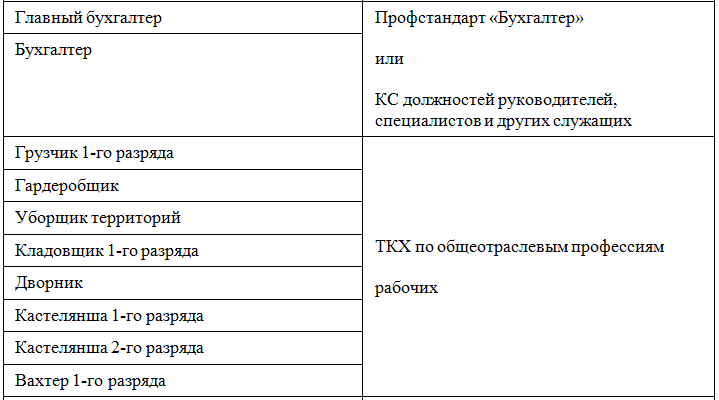 Главный бухгалтер
Профстандарт «Бухгалтер»
или
КС должностей руководителей,
специалистов и других служащих
Бухгалтер
Грузчик 1-го разряда
Гардеробщик
Уборщик территорий
Кладовщик 1-го разряда
Дворник
Кастелянша 1-го разряда
Кастелянша 2-го разряда
Вахтер 1-го разряда
ТКХ по общеотраслевым профессиям
рабочих